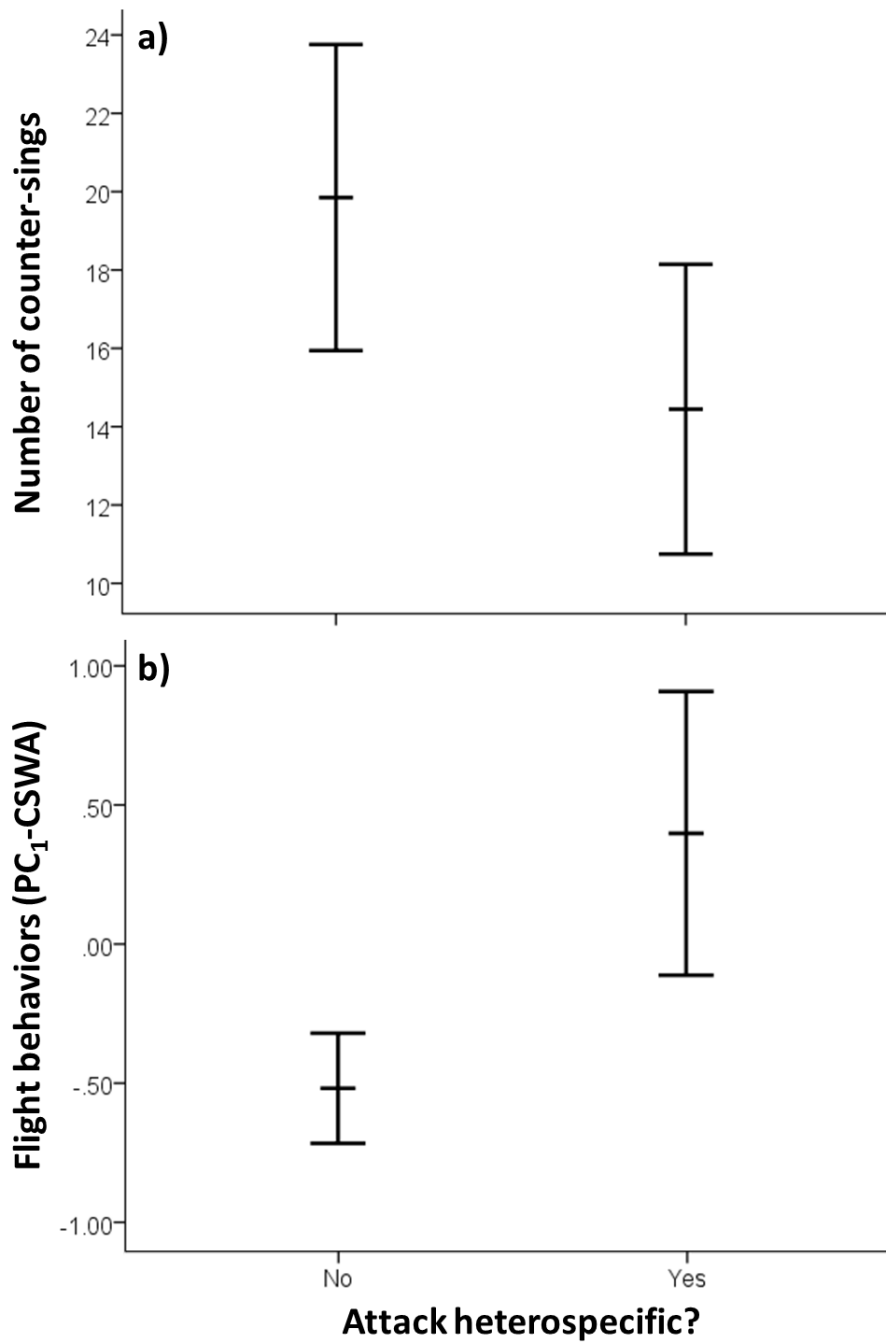 a)
Number of counter-sings
24
22
20
18
16
14
12
10
b)
Flight behaviors (PC₁-CSWA)
1.00
.50
.00
-.50
-1.00
No Yes
Attack heterospecific?